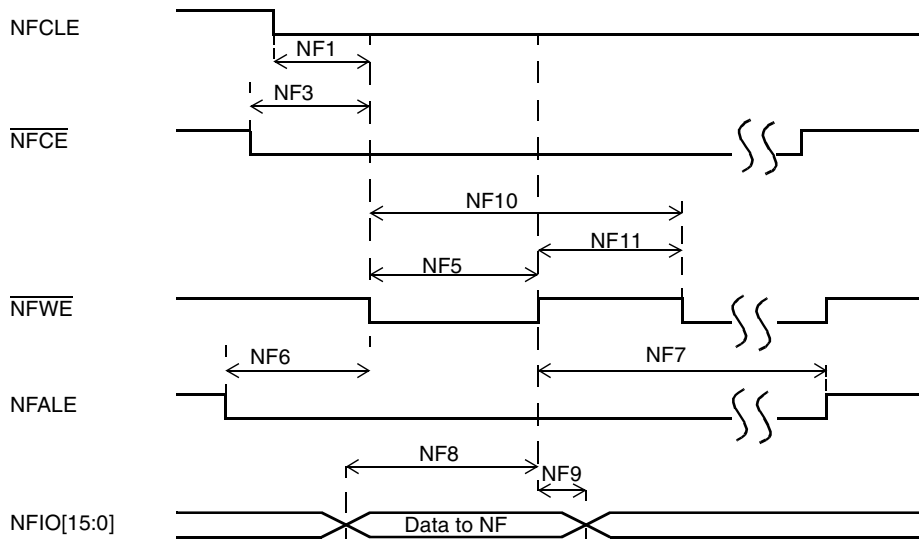 NFCLE
NF1
NF3
NFCE
NF10
NF11
NF5
NFWE
NF6
NF7
NFALE
NF8
NF9
NFIO[15:0]
Data to NF